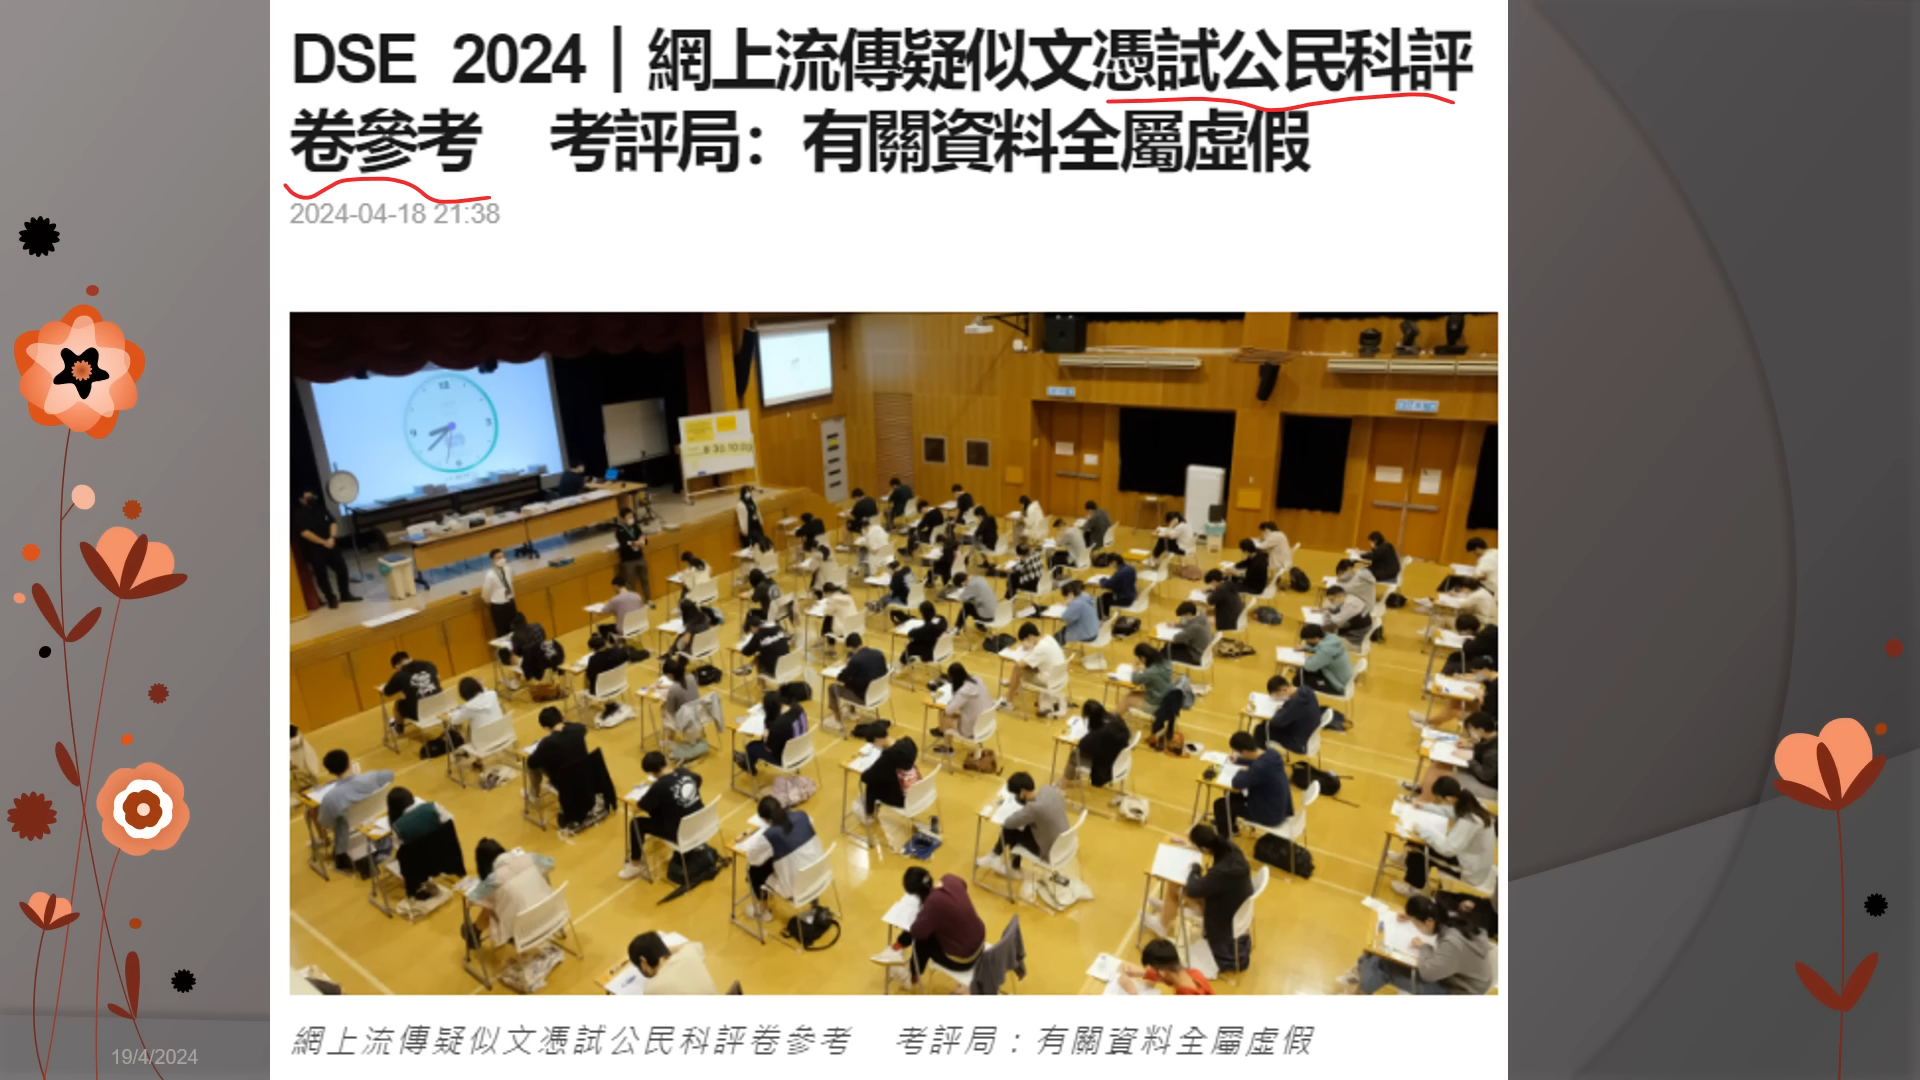 DSE 2024｜網上流傳疑似文憑試公民科評
卷參考　考評局：有關資料全屬虛假
2024-04-18 21:38
網上流傳疑似文憑試公民科評卷參考　考評局：有關資料全屬虛假
19/4/2024